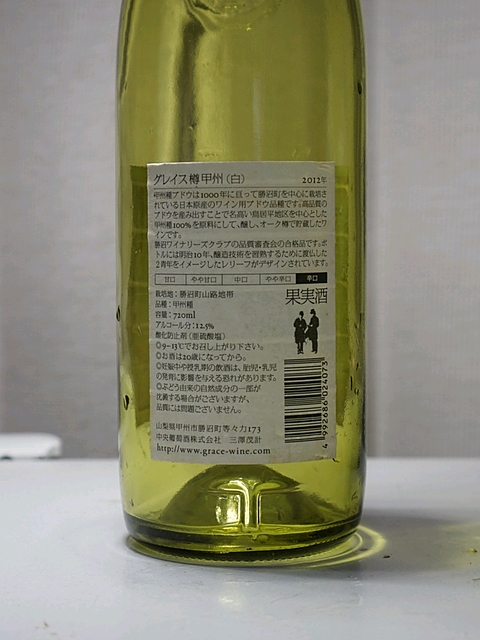 グレイス樽甲州(白) 2012年
甲州種ブドウは1000年に亘って勝沼町を中心に栽培さ
れている日本原産のワイン用ブドウ品種です。高品質の
ブドウを産み出すことで名高い鳥居平地区を中心とした
甲州種100%を原料にして、醸し、オーク樽で貯蔵したワ
インです。
勝沼ワイナリーズクラブの品質審査会の合格品です。ボ
トルには明治10年、醸造技術を習熟するために渡仏した
2青年をイメージしたレリーフがデザインされています。
甘口 やや甘口 中口 やや辛口 辛口
栽培地:勝沼町山路地帯
品種:甲州種
容量:720ml
アルコール分:12.5%
酸化防止剤(亜硫酸塩)
果実酒
◎9~13℃でお召し上がり下さい。
◎お酒は20歳になってから。
◎妊娠中や授乳期の飲酒は、胎児・乳児
の発育に影響を与える恐れがあります。
◎ぶどう由来の自然成分の一部が
沈澱する場合がございますが、
品質には問題ございません。
4992686024073
山梨県甲州市勝沼町等々力173
中央葡萄酒株式会社 三澤茂計
http://www.grace-wine.com